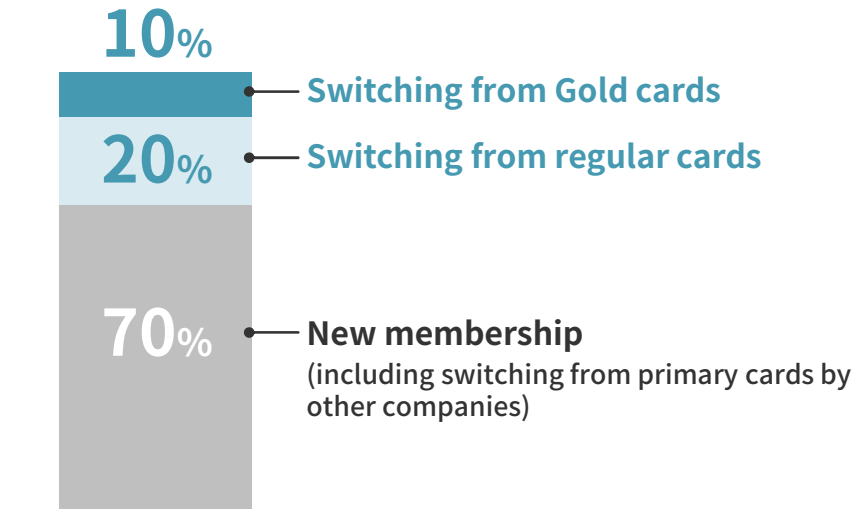 10%
Switching from Gold cards
20%
Switching from regular cards
70%
New membership
(including switching from primary cards by
other companies)